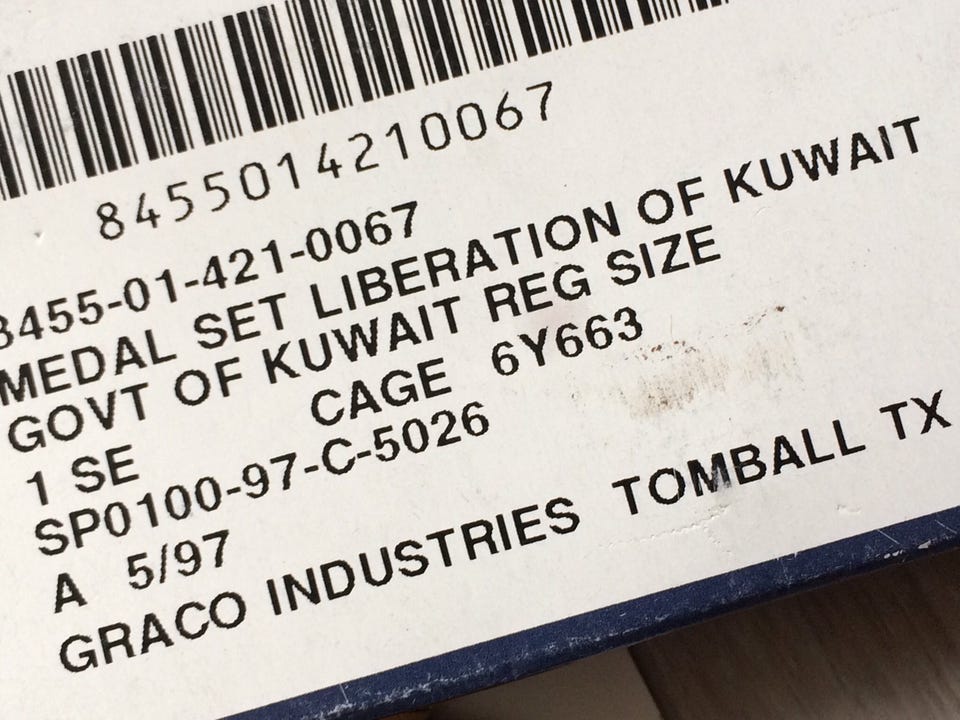 8455014210067
8455-01-421-0067
MEDAL SET LIBERATION OF KUWAIT
GOVT OF KUWAIT REG SIZE
1 SE CAGE 6Y663
SP0100-97-C-5026
A 5/97
GRACO INDUSTRIES TOMBALL TX